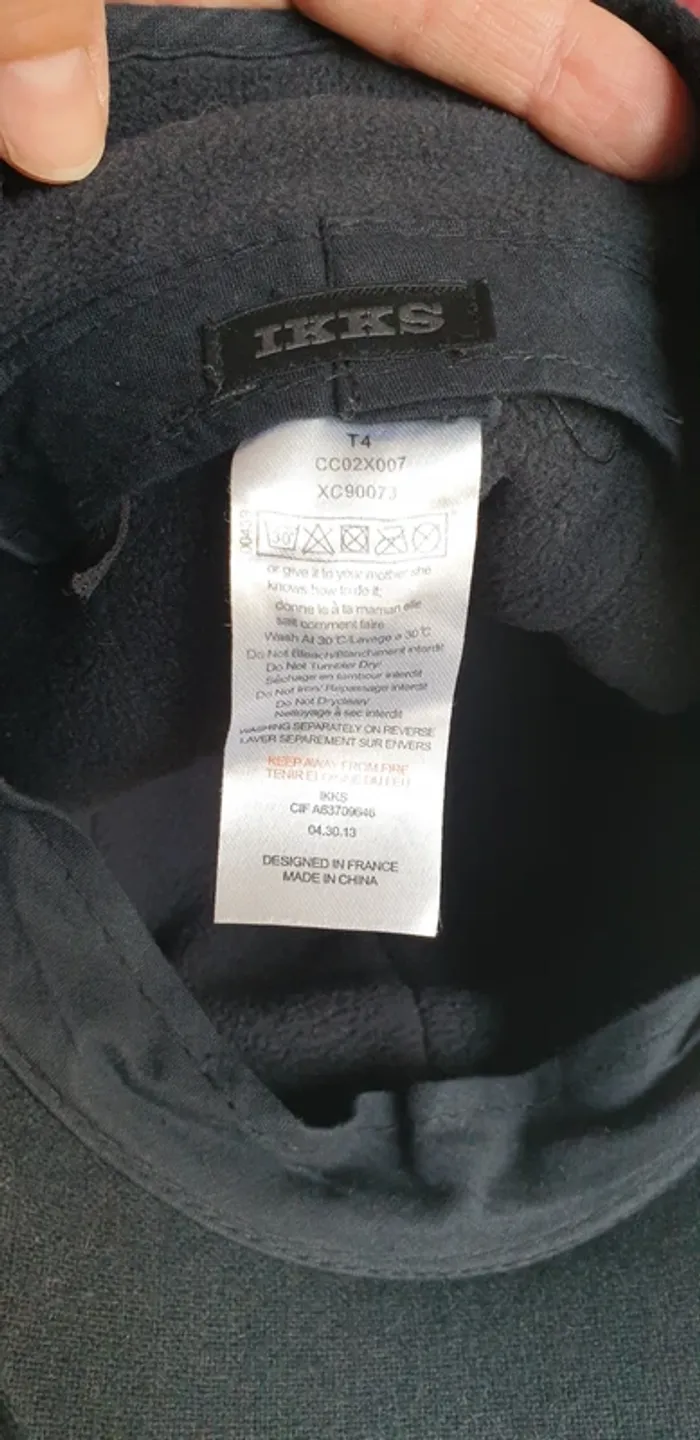 IKKS
T4
CC02X007
XC90073
30°
or give it to your mother she
knows how to do it;
donne le à ta maman elle
sait comment faire
Wash At 30°C/Lavage a 30°C
Do Not Bleach/Blanchiment interdit
Do Not Tumbler Dry/
Séchage en tambour interdit
Do Not Iron/ Repassage interdit
Do Not Dryclean/
Nettoyage à sec interdit
WASHING SEPARATELY ON REVERSE
LAVER SEPAREMENT SUR ENVERS
KEEP AWAY FROM FIRE
TENIR ELOIGNE DU FEU
IKKS
CIF A63709646
04.30.13
DESIGNED IN FRANCE
MADE IN CHINA